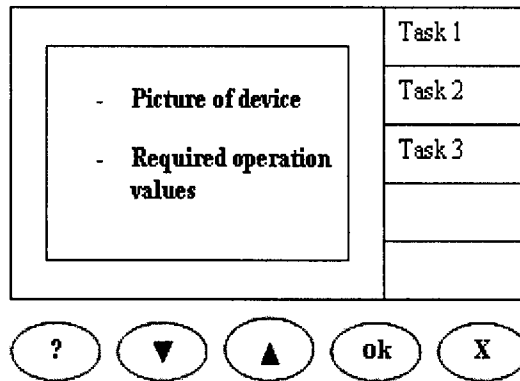 Task 1
- Picture of device
Task 2
- Required operation
values
Task 3
? ▼ ▲ ok X